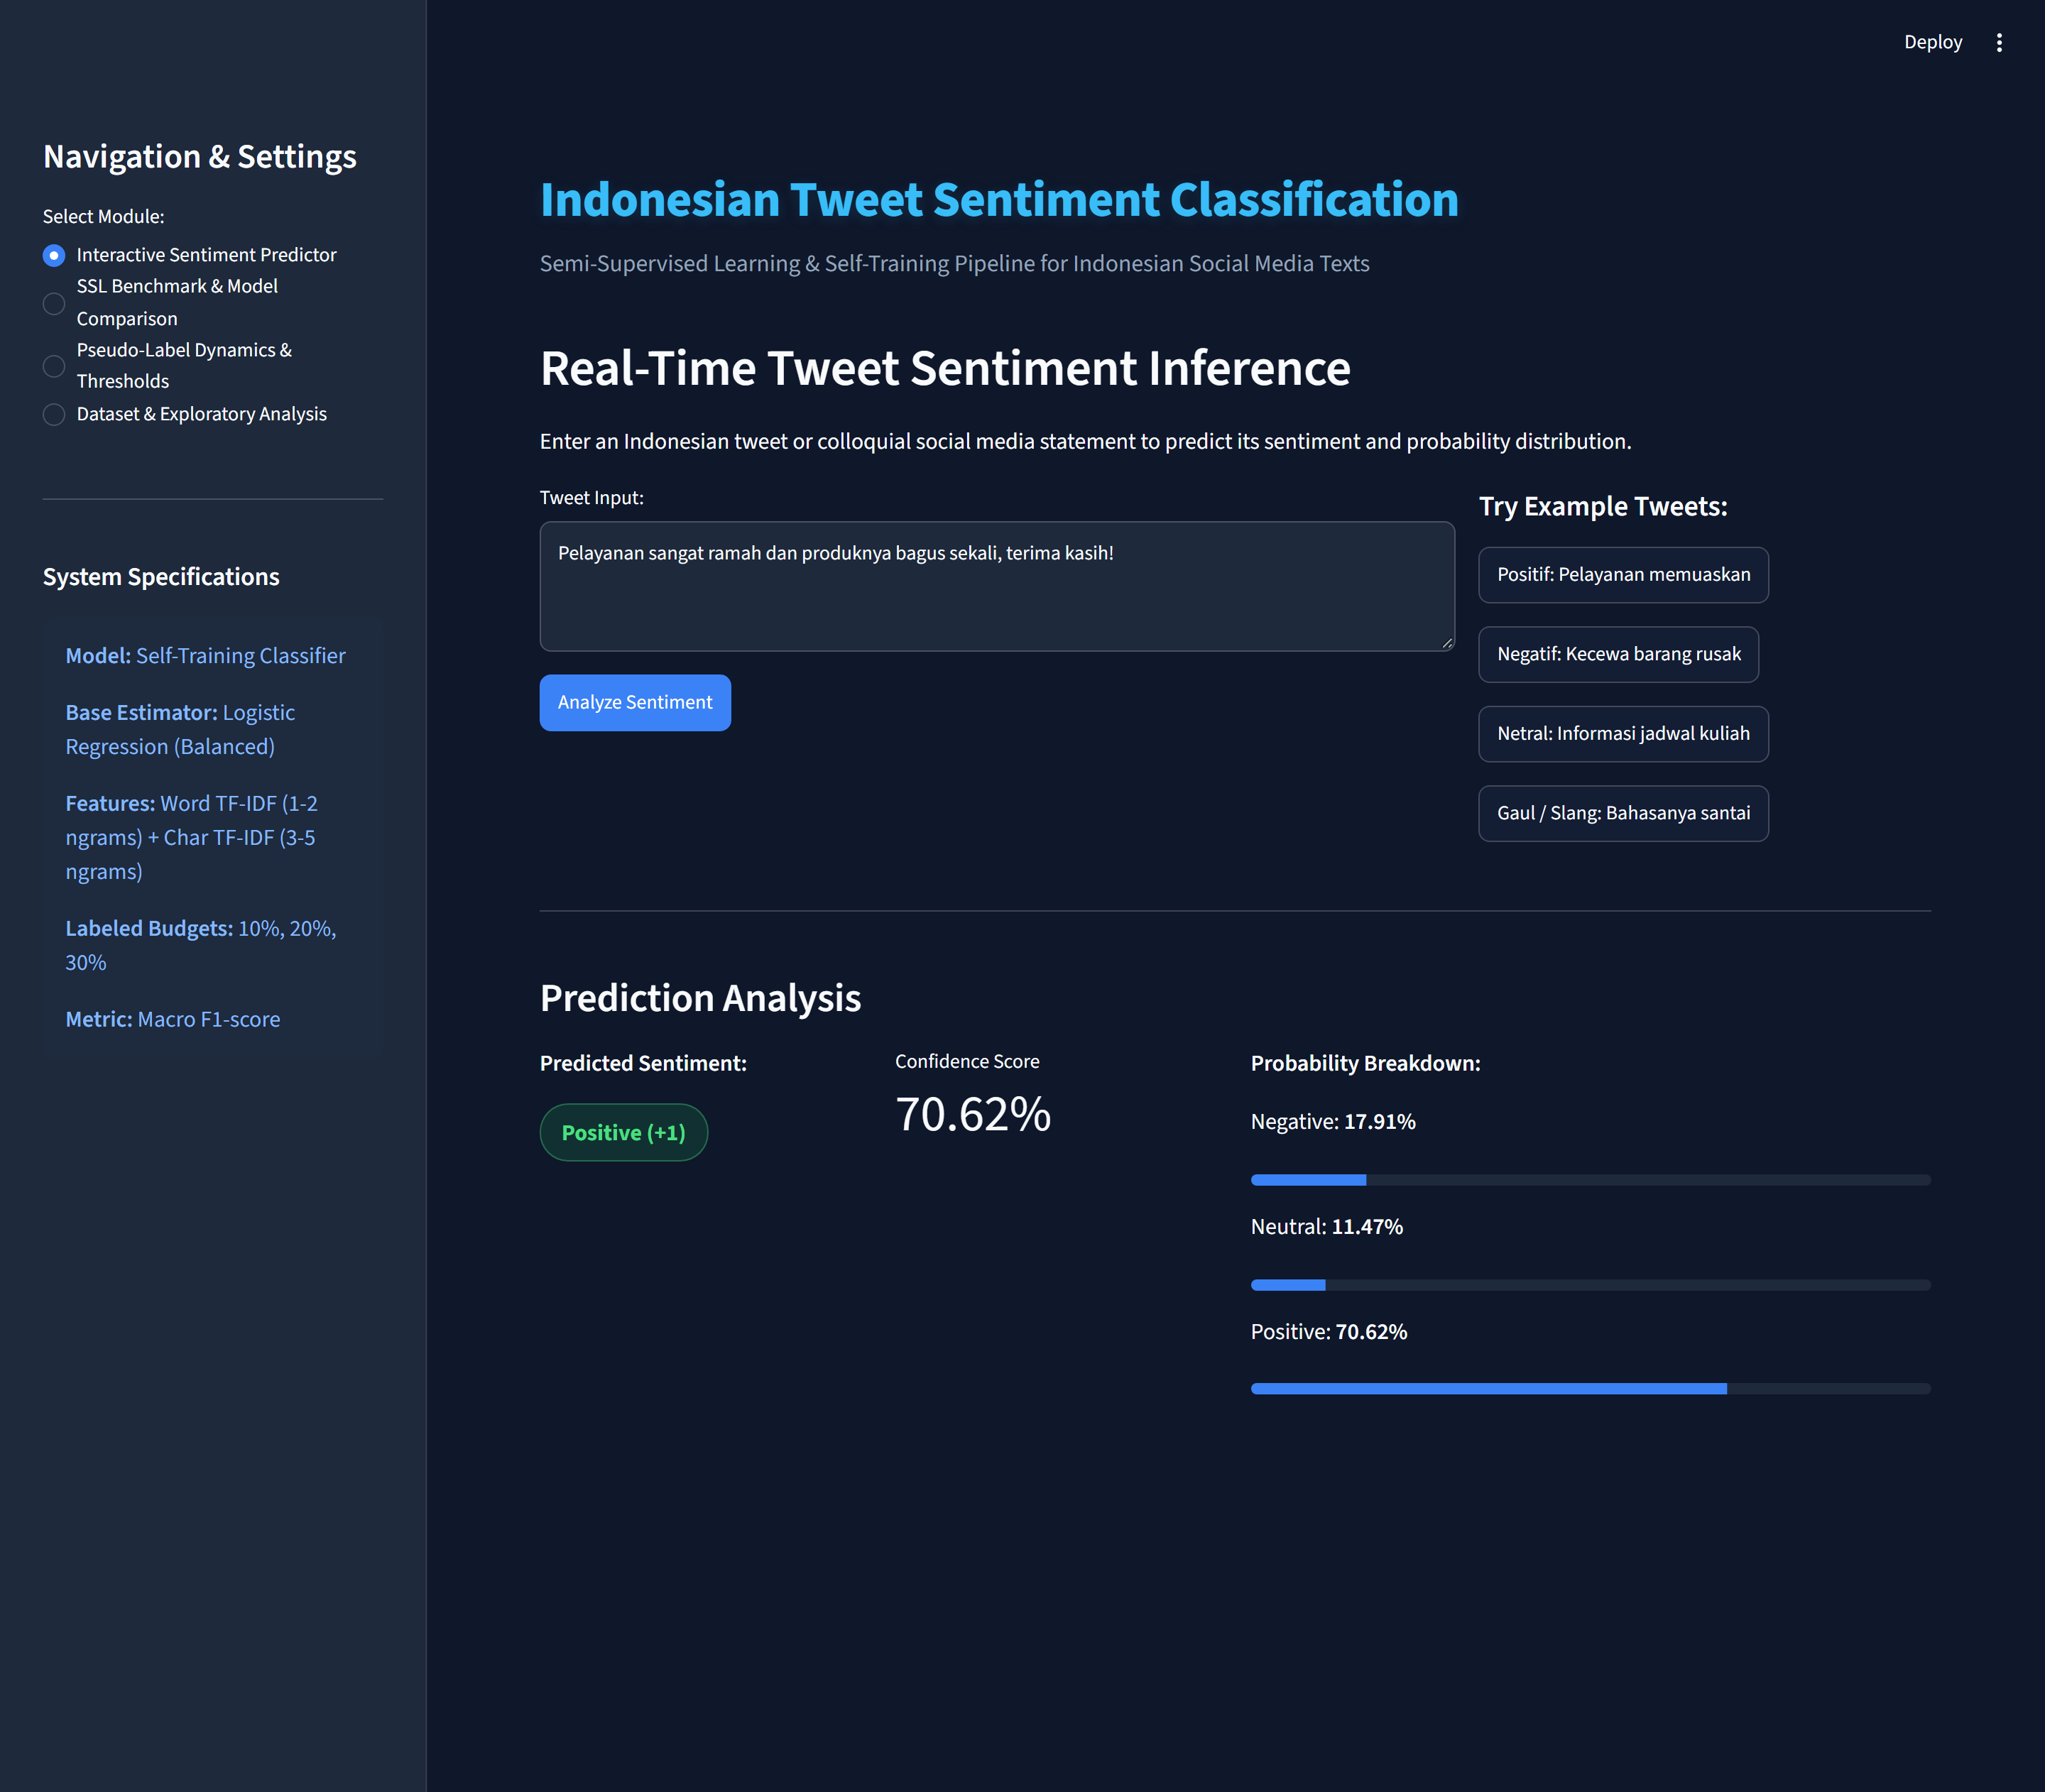 Deploy
Navigation & Settings
Select Module:
Interactive Sentiment Predictor
SSL Benchmark & Model
Comparison
Pseudo-Label Dynamics &
Thresholds
Dataset & Exploratory Analysis
System Specifications
Model: Self-Training Classifier
Base Estimator: Logistic
Regression (Balanced)
Features: Word TF-IDF (1-2
ngrams) + Char TF-IDF (3-5
ngrams)
Labeled Budgets: 10%, 20%,
30%
Metric: Macro F1-score
Indonesian Tweet Sentiment Classification
Semi-Supervised Learning & Self-Training Pipeline for Indonesian Social Media Texts
Real-Time Tweet Sentiment Inference
Enter an Indonesian tweet or colloquial social media statement to predict its sentiment and probability distribution.
Tweet Input:
Pelayanan sangat ramah dan produknya bagus sekali, terima kasih!
Analyze Sentiment
Try Example Tweets:
Positif: Pelayanan memuaskan
Negatif: Kecewa barang rusak
Netral: Informasi jadwal kuliah
Gaul / Slang: Bahasanya santai
Prediction Analysis
Predicted Sentiment:
Positive (+1)
Confidence Score
70.62%
Probability Breakdown:
Negative: 17.91%
Neutral: 11.47%
Positive: 70.62%